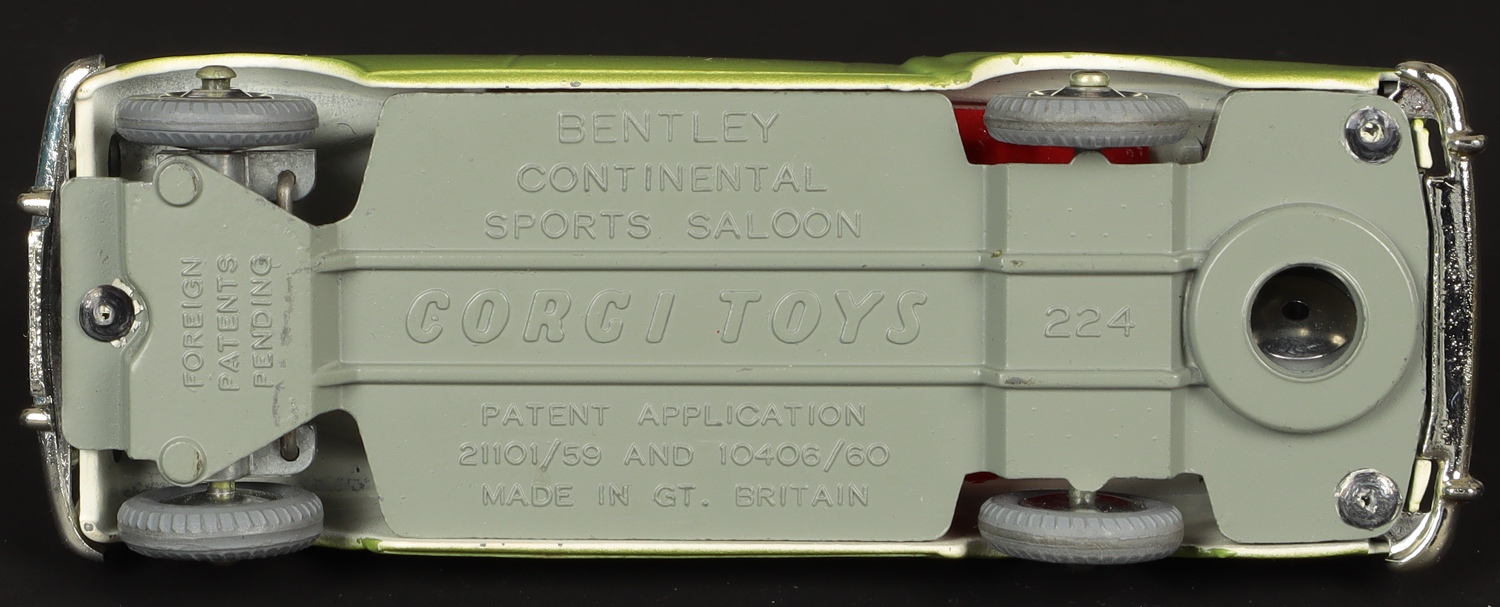 BENTLEY
CONTINENTAL
SPORTS SALOON
FOREIGN
PATENTS
PENDING
CORGI TOYS
224
PATENT APPLICATION
21101/59 AND 10406/60
MADE IN GT. BRITAIN